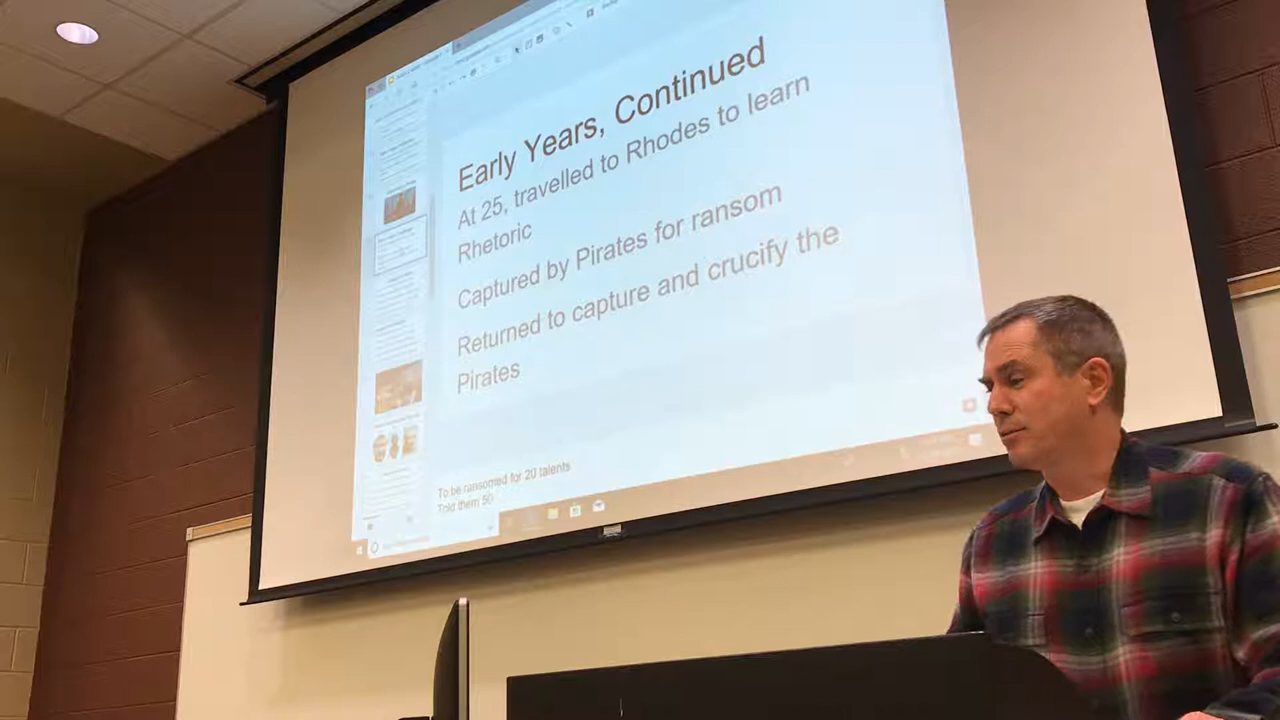 Early Years, Continued
At 25, travelled to Rhodes to learn
Rhetoric
Captured by Pirates for ransom
Returned to capture and crucify the
Pirates
To be ransomed for 20 talents
Told them 50